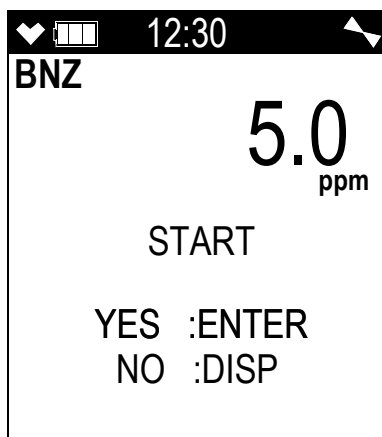 12:30
BNZ
5.0
ppm
START
YES :ENTER
NO :DISP